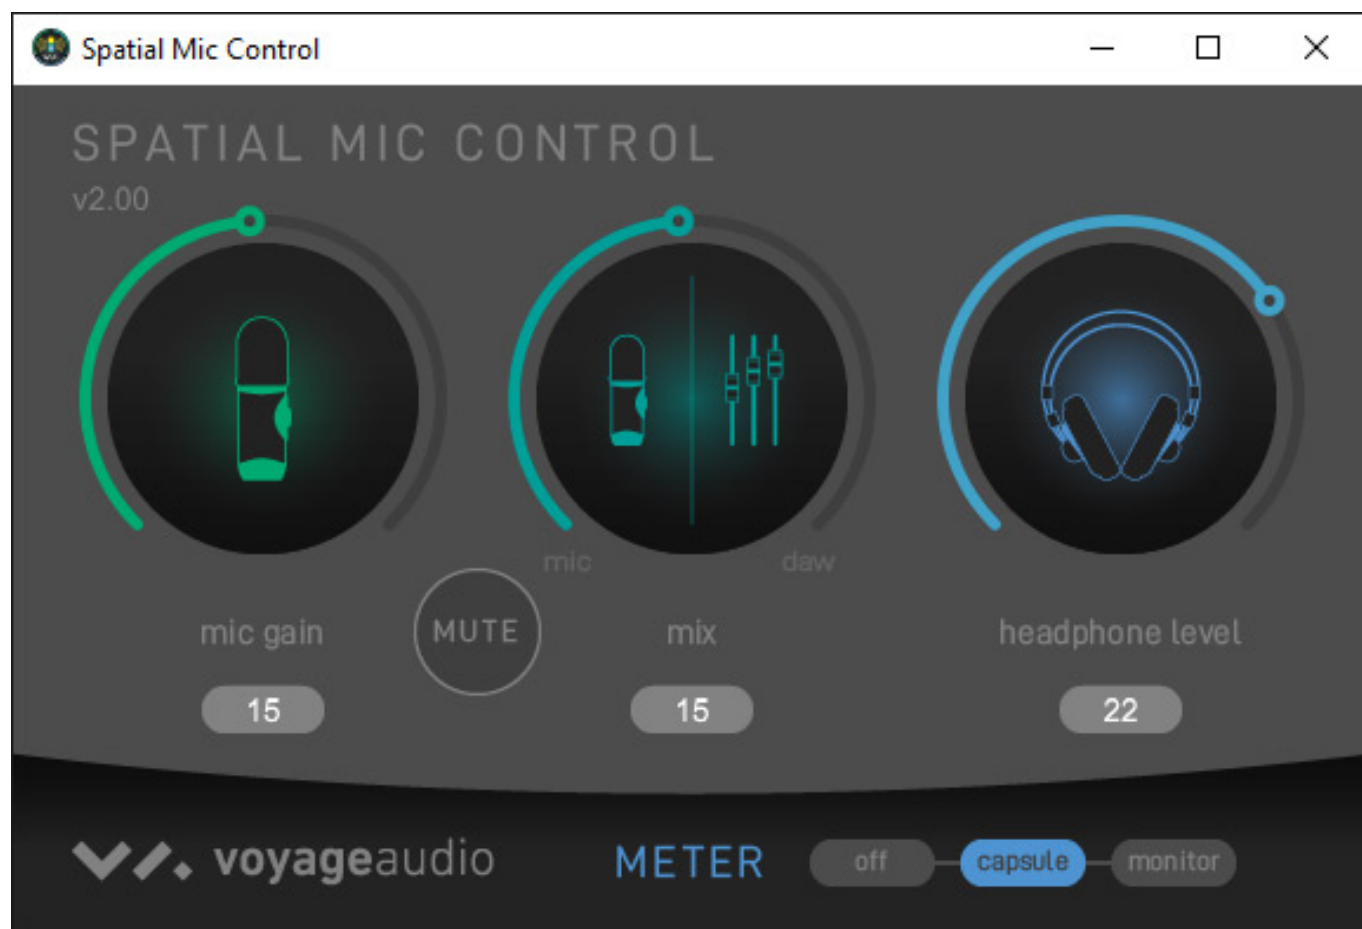 Spatial Mic Control
SPATIAL MIC CONTROL
v2.00
mic daw
mic gain MUTE mix headphone level
15 15 22
voyageaudio METER off capsule monitor